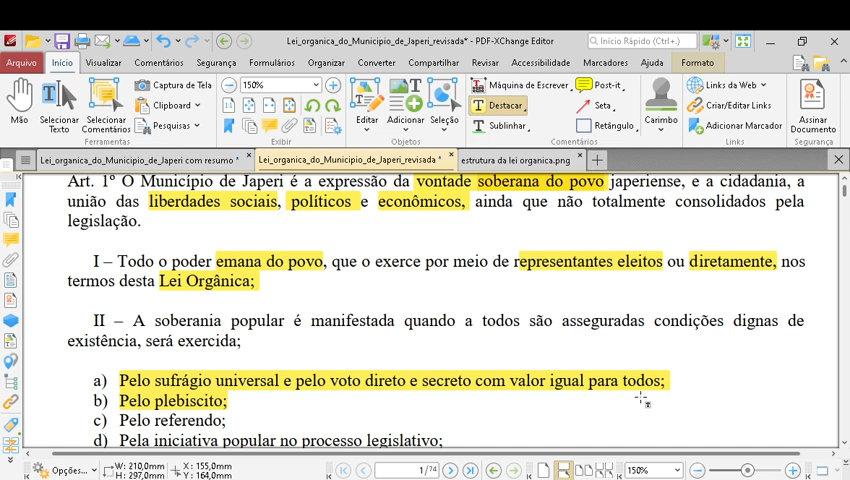 Lei_organica_do_Municipio_de_Japeri_revisada* - PDF-XChange Editor
Início Rápido (Ctrl+.)
Arquivo Início Visualizar Comentários Segurança Formulários Organizar Converter Compartilhar Revisar Acessibilidade Marcadores Ajuda Formato
Mão
Selecionar Texto
Selecionar Comentários
Captura de Tela
Clipboard
Pesquisas
Ferramentas
150%
Exibir
Editar
Adicionar
Seleção
Objetos
Máquina de Escrever
Destacar
Sublinhar
Post-it
Seta
Retângulo
Carimbo
Comentários
Links da Web
Criar/Editar Links
Adicionar Marcador
Links
Assinar Documento
Segurança
Lei_organica_do_Municipio_de_Japeri com resumo *
Lei_organica_do_Municipio_de_Japeri_revisada *
estrutura da lei organica.png
Art. 1º O Município de Japeri é a expressão da vontade soberana do povo japeriense, e a cidadania, a
união das liberdades sociais, políticos e econômicos, ainda que não totalmente consolidados pela
legislação.
I – Todo o poder emana do povo, que o exerce por meio de representantes eleitos ou diretamente, nos
termos desta Lei Orgânica;
II – A soberania popular é manifestada quando a todos são asseguradas condições dignas de
existência, será exercida;
a) Pelo sufrágio universal e pelo voto direto e secreto com valor igual para todos;
b) Pelo plebiscito;
c) Pelo referendo;
d) Pela iniciativa popular no processo legislativo;
Opções...
W: 210,0mm
H: 297,0mm
X: 155,0mm
Y: 164,0mm
1/74
150%